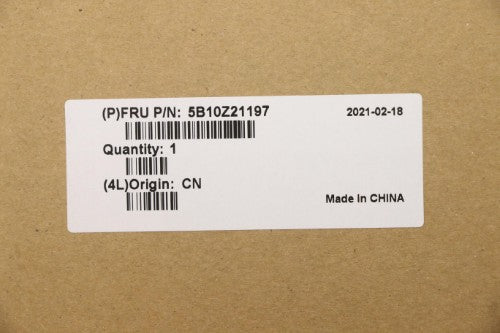 (P)FRU P/N: 5B10Z21197 2021-02-18
Quantity: 1
(4L)Origin: CN
Made In CHINA